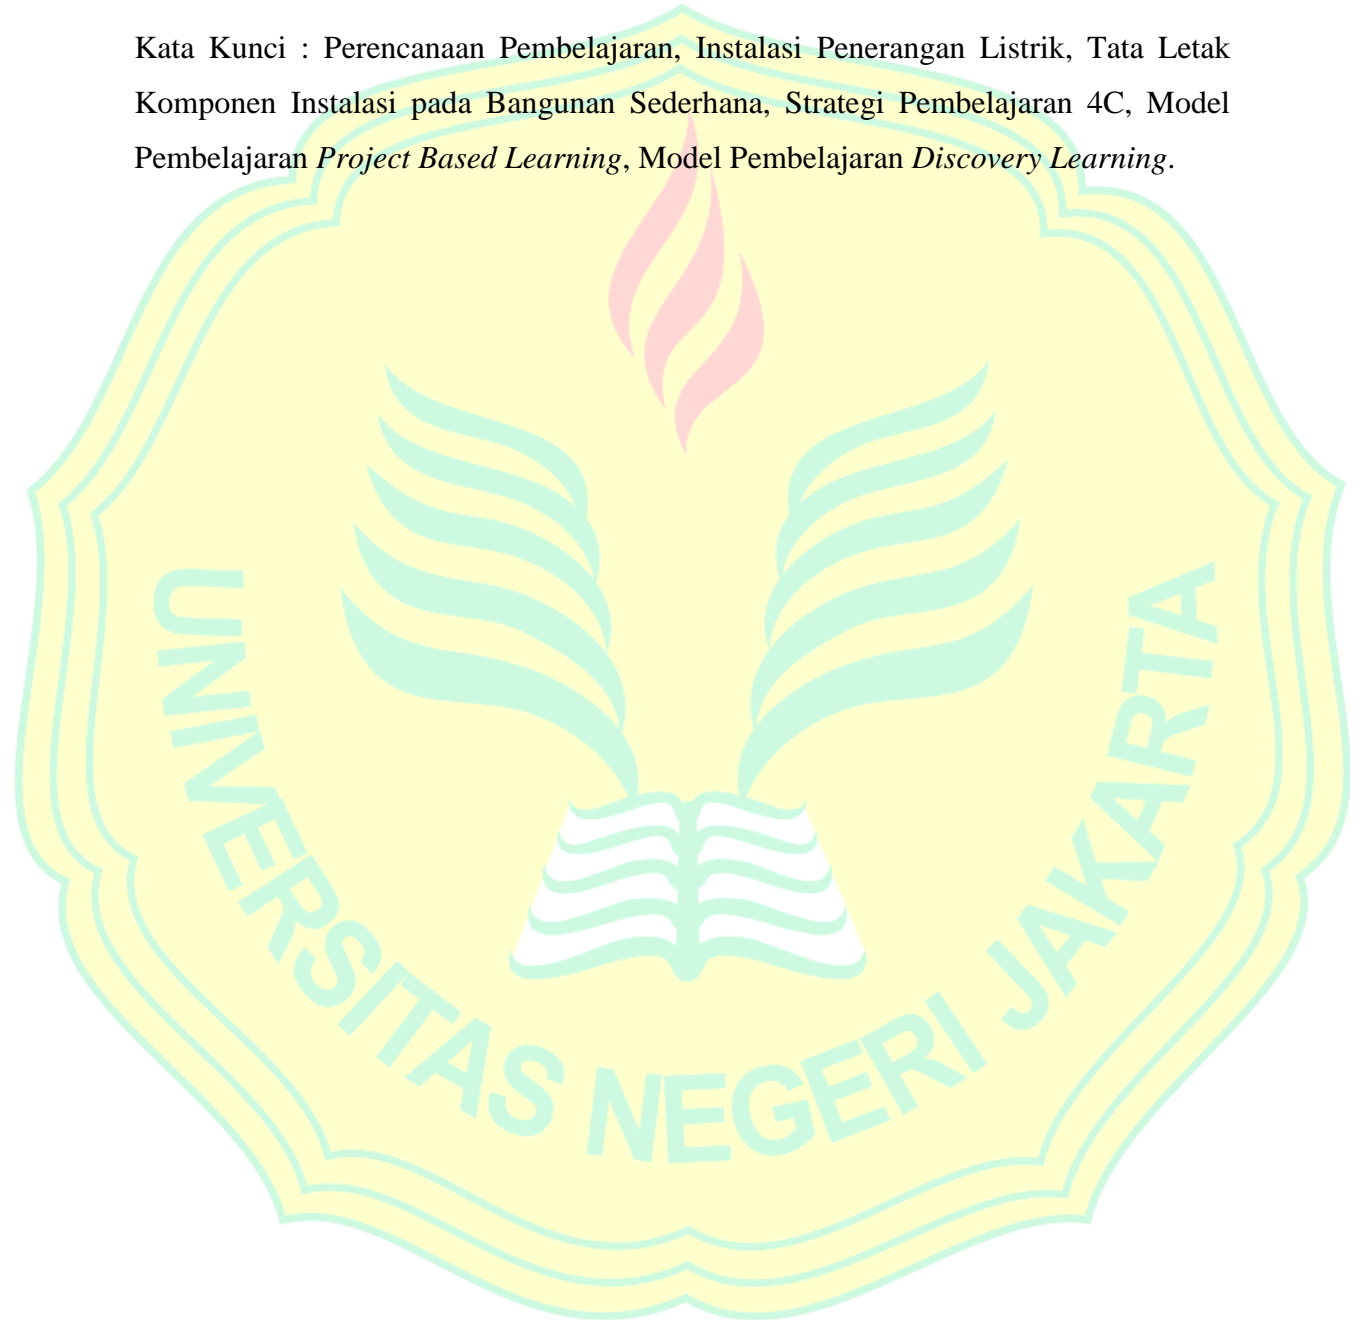 Kata Kunci : Perencanaan Pembelajaran, Instalasi Penerangan Listrik, Tata Letak
Komponen Instalasi pada Bangunan Sederhana, Strategi Pembelajaran 4C, Model
Pembelajaran Project Based Learning, Model Pembelajaran Discovery Learning.
UNIVERSITAS NEGERI JAKARTA